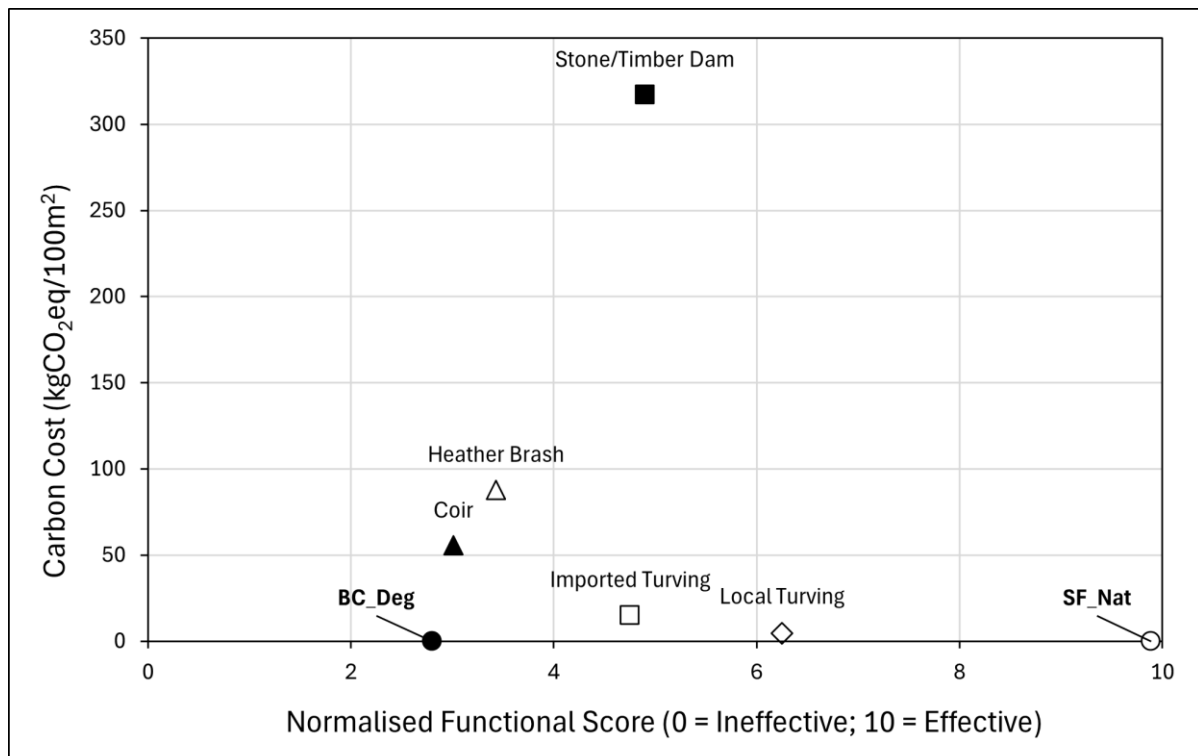 350
Stone/Timber Dam
300
250
200
150
100
Heather Brash
Coir
50
Imported Turving
Local Turving
BC_Deg
SF_Nat
0
0
2
4
6
8
10
Carbon Cost (kgCO₂eq/100m²)
Normalised Functional Score (0 = Ineffective; 10 = Effective)